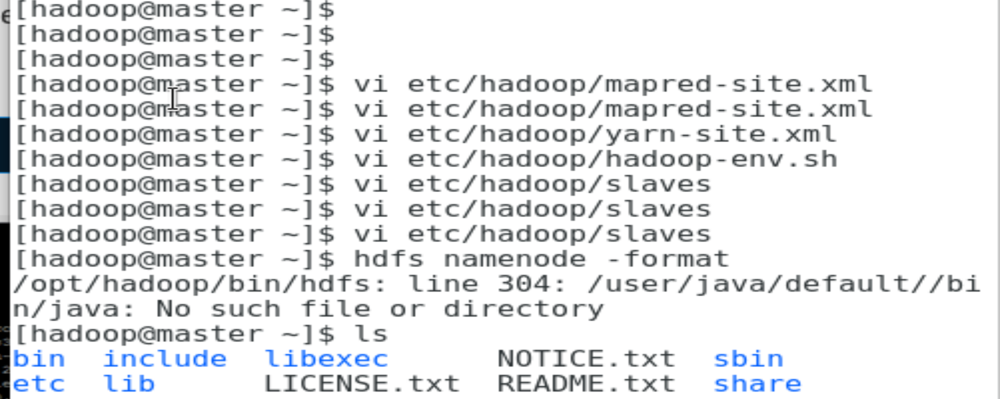 [hadoop@master ~]$
[hadoop@master ~]$
[hadoop@master ~]$
[hadoop@master ~]$ vi etc/hadoop/mapred-site.xml
[hadoop@master ~]$ vi etc/hadoop/mapred-site.xml
[hadoop@master ~]$ vi etc/hadoop/yarn-site.xml
[hadoop@master ~]$ vi etc/hadoop/hadoop-env.sh
[hadoop@master ~]$ vi etc/hadoop/slaves
[hadoop@master ~]$ vi etc/hadoop/slaves
[hadoop@master ~]$ vi etc/hadoop/slaves
[hadoop@master ~]$ hdfs namenode -format
/opt/hadoop/bin/hdfs: line 304: /user/java/default//bi
n/java: No such file or directory
[hadoop@master ~]$ ls
bin include libexec NOTICE.txt sbin
etc lib LICENSE.txt README.txt share